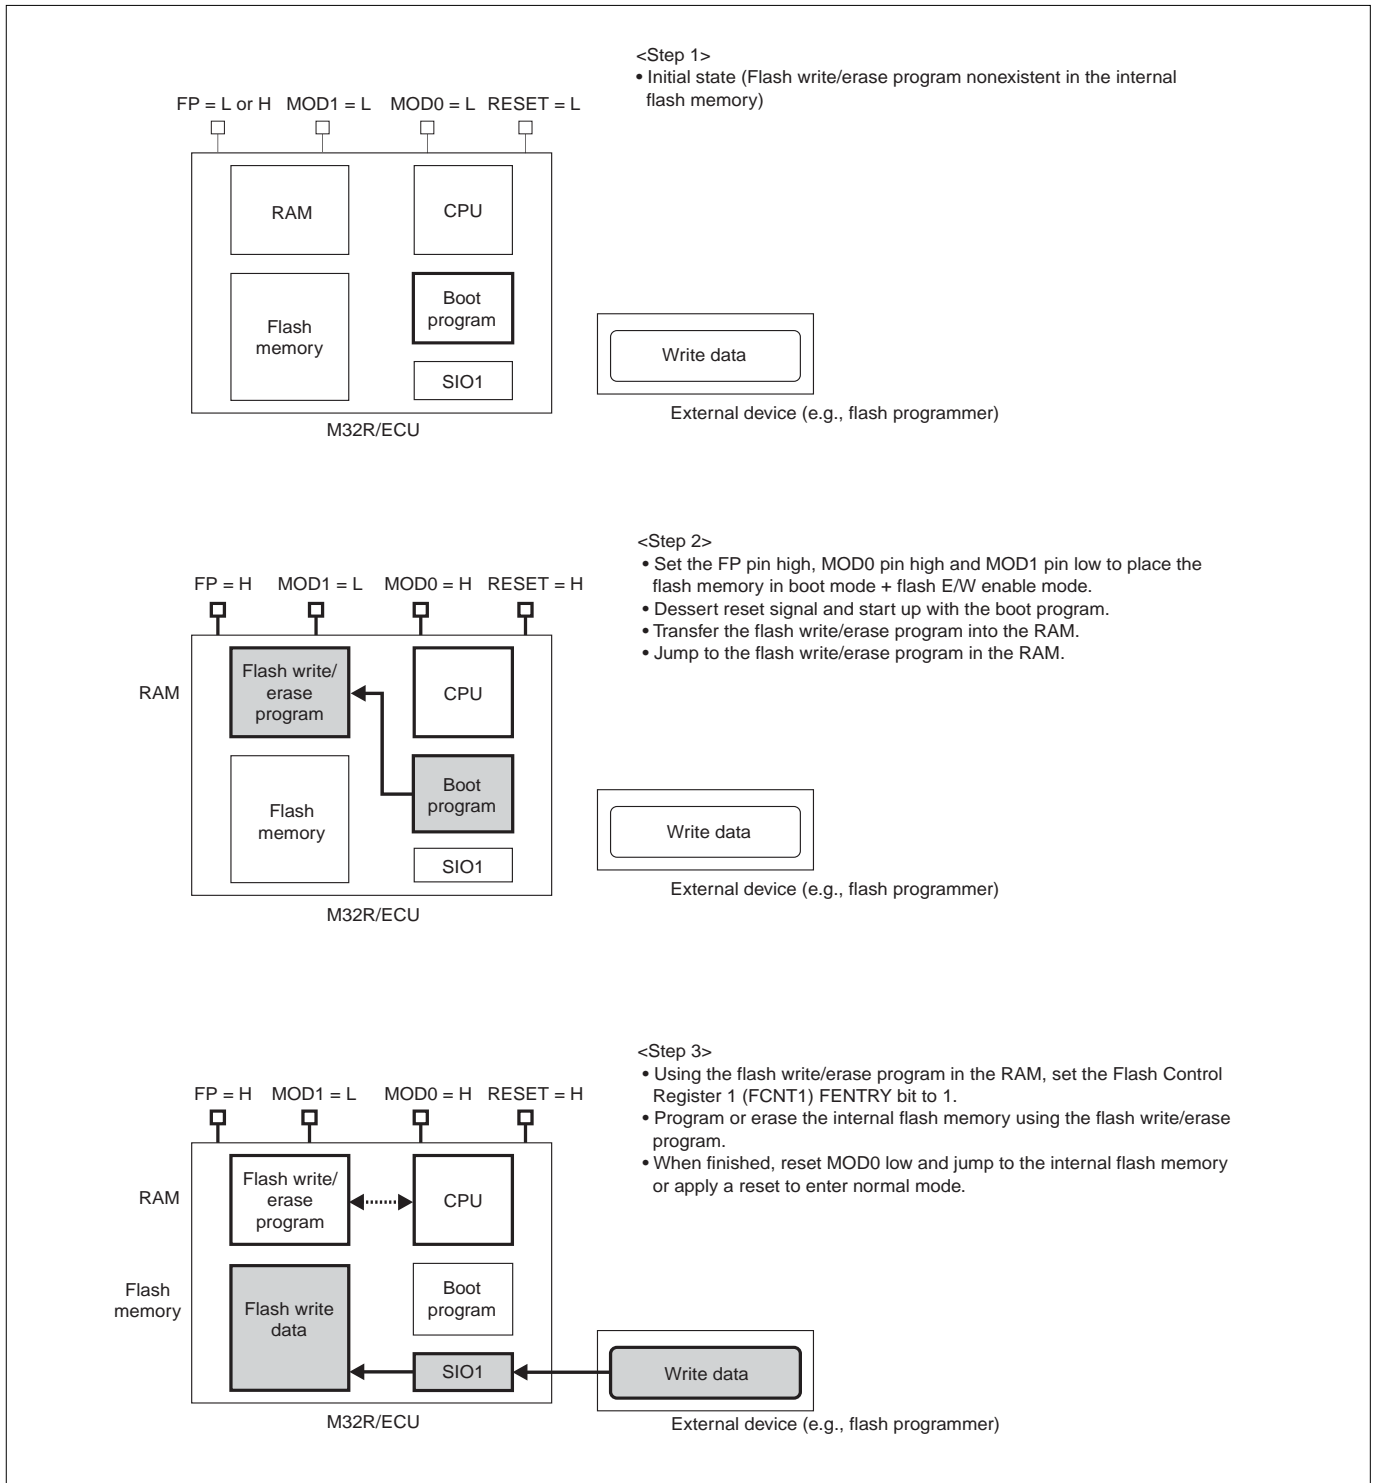 <Step 1>
• Initial state (Flash write/erase program nonexistent in the internal
flash memory)
FP = L or H MOD1 = L MOD0 = L RESET = L
RAM
CPU
Boot
program
Flash
memory
SIO1
Write data
External device (e.g., flash programmer)
M32R/ECU
<Step 2>
• Set the FP pin high, MOD0 pin high and MOD1 pin low to place the
flash memory in boot mode + flash E/W enable mode.
• Dessert reset signal and start up with the boot program.
• Transfer the flash write/erase program into the RAM.
• Jump to the flash write/erase program in the RAM.
FP = H MOD1 = L MOD0 = H RESET = H
RAM
Flash write/
erase
program
CPU
Boot
program
Flash
memory
SIO1
Write data
External device (e.g., flash programmer)
M32R/ECU
<Step 3>
• Using the flash write/erase program in the RAM, set the Flash Control
Register 1 (FCNT1) FENTRY bit to 1.
• Program or erase the internal flash memory using the flash write/erase
program.
• When finished, reset MOD0 low and jump to the internal flash memory
or apply a reset to enter normal mode.
FP = H MOD1 = L MOD0 = H RESET = H
RAM
Flash write/
erase
program
CPU
Flash
memory
Boot
program
Flash write
data
SIO1
Write data
External device (e.g., flash programmer)
M32R/ECU